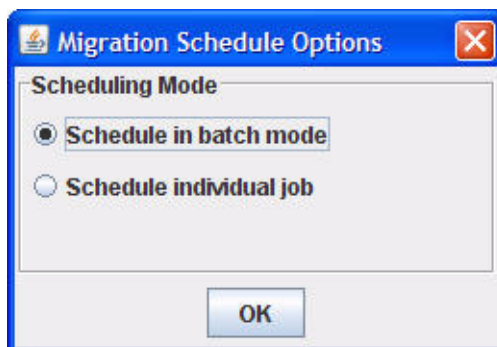 Migration Schedule Options
Scheduling Mode
Schedule in batch mode
Schedule individual job
OK